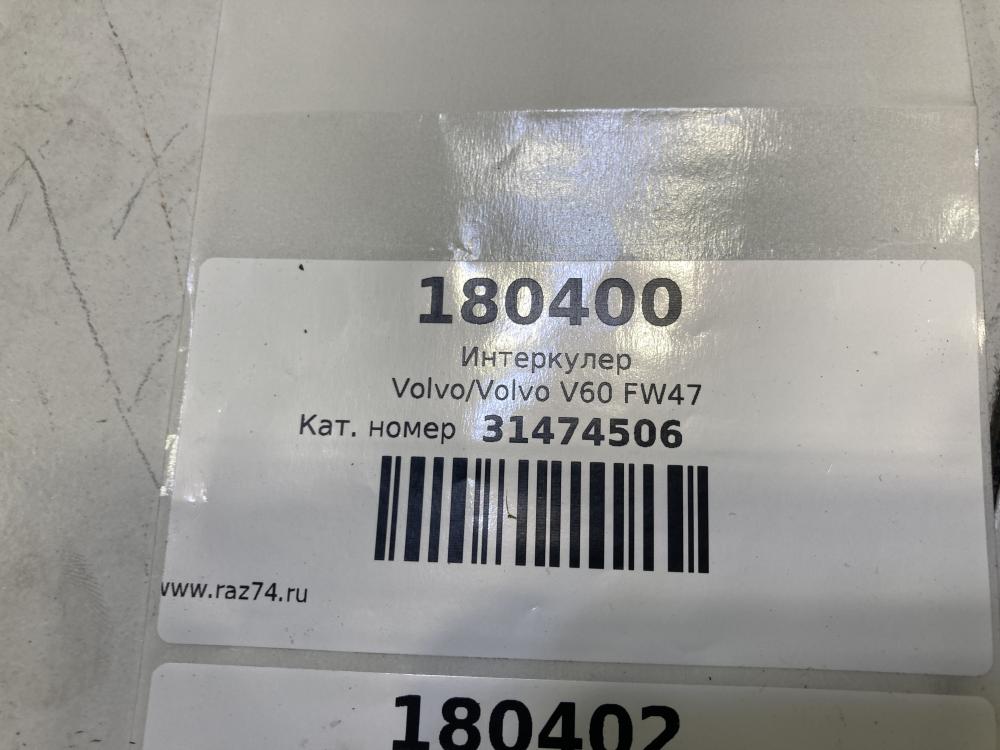 180400
Интеркулер
Volvo/Volvo V60 FW47
Кат. номер 31474506
www.raz74.ru
180402